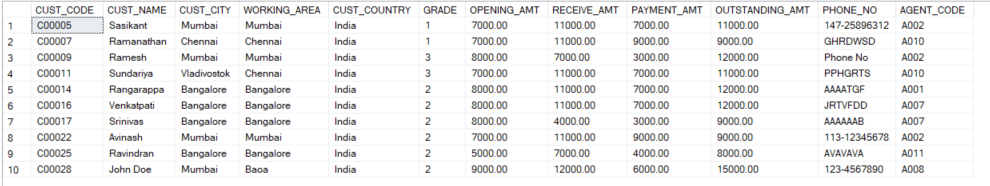 CUST_CODE CUST_NAME CUST_CITY WORKING_AREA CUST_COUNTRY GRADE OPENING_AMT RECEIVE_AMT PAYMENT_AMT OUTSTANDING_AMT PHONE_NO AGENT_CODE
1 C00005 Sasikant Mumbai Mumbai India 1 7000.00 11000.00 7000.00 11000.00 147-25896312 A002
2 C00007 Ramanathan Chennai Chennai India 1 7000.00 11000.00 9000.00 9000.00 GHRDWSD A010
3 C00009 Ramesh Mumbai Mumbai India 3 8000.00 7000.00 3000.00 12000.00 Phone No A002
4 C00011 Sundariya Vladivostok Chennai India 3 7000.00 11000.00 7000.00 11000.00 PPHGRTS A010
5 C00014 Rangarappa Bangalore Bangalore India 2 8000.00 11000.00 7000.00 12000.00 AAAATGF A001
6 C00016 Venkatpati Bangalore Bangalore India 2 8000.00 11000.00 7000.00 12000.00 JRTVFDD A007
7 C00017 Srinivas Bangalore Bangalore India 2 8000.00 4000.00 3000.00 9000.00 AAAAAAB A007
8 C00022 Avinash Mumbai Mumbai India 2 7000.00 11000.00 9000.00 9000.00 113-12345678 A002
9 C00025 Ravindran Bangalore Bangalore India 2 5000.00 7000.00 4000.00 8000.00 AVAVAVA A011
10 C00028 John Doe Mumbai Baoa India 2 9000.00 12000.00 6000.00 15000.00 123-4567890 A008